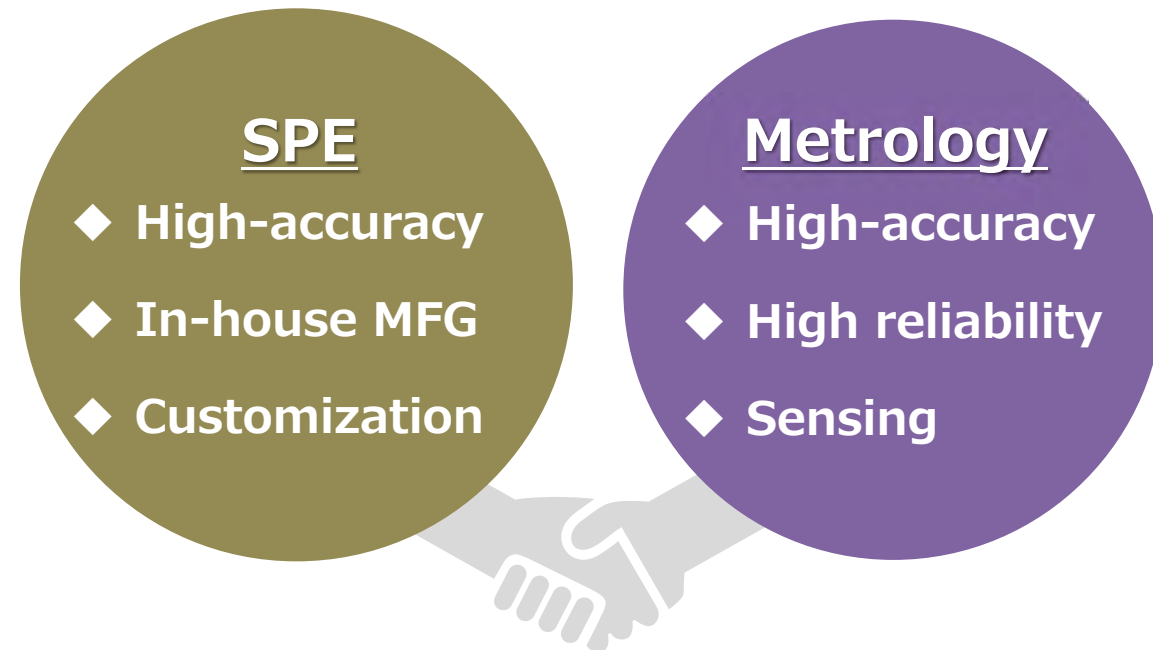 SPE
◆ High-accuracy
◆ In-house MFG
◆ Customization
Metrology
◆ High-accuracy
◆ High reliability
◆ Sensing